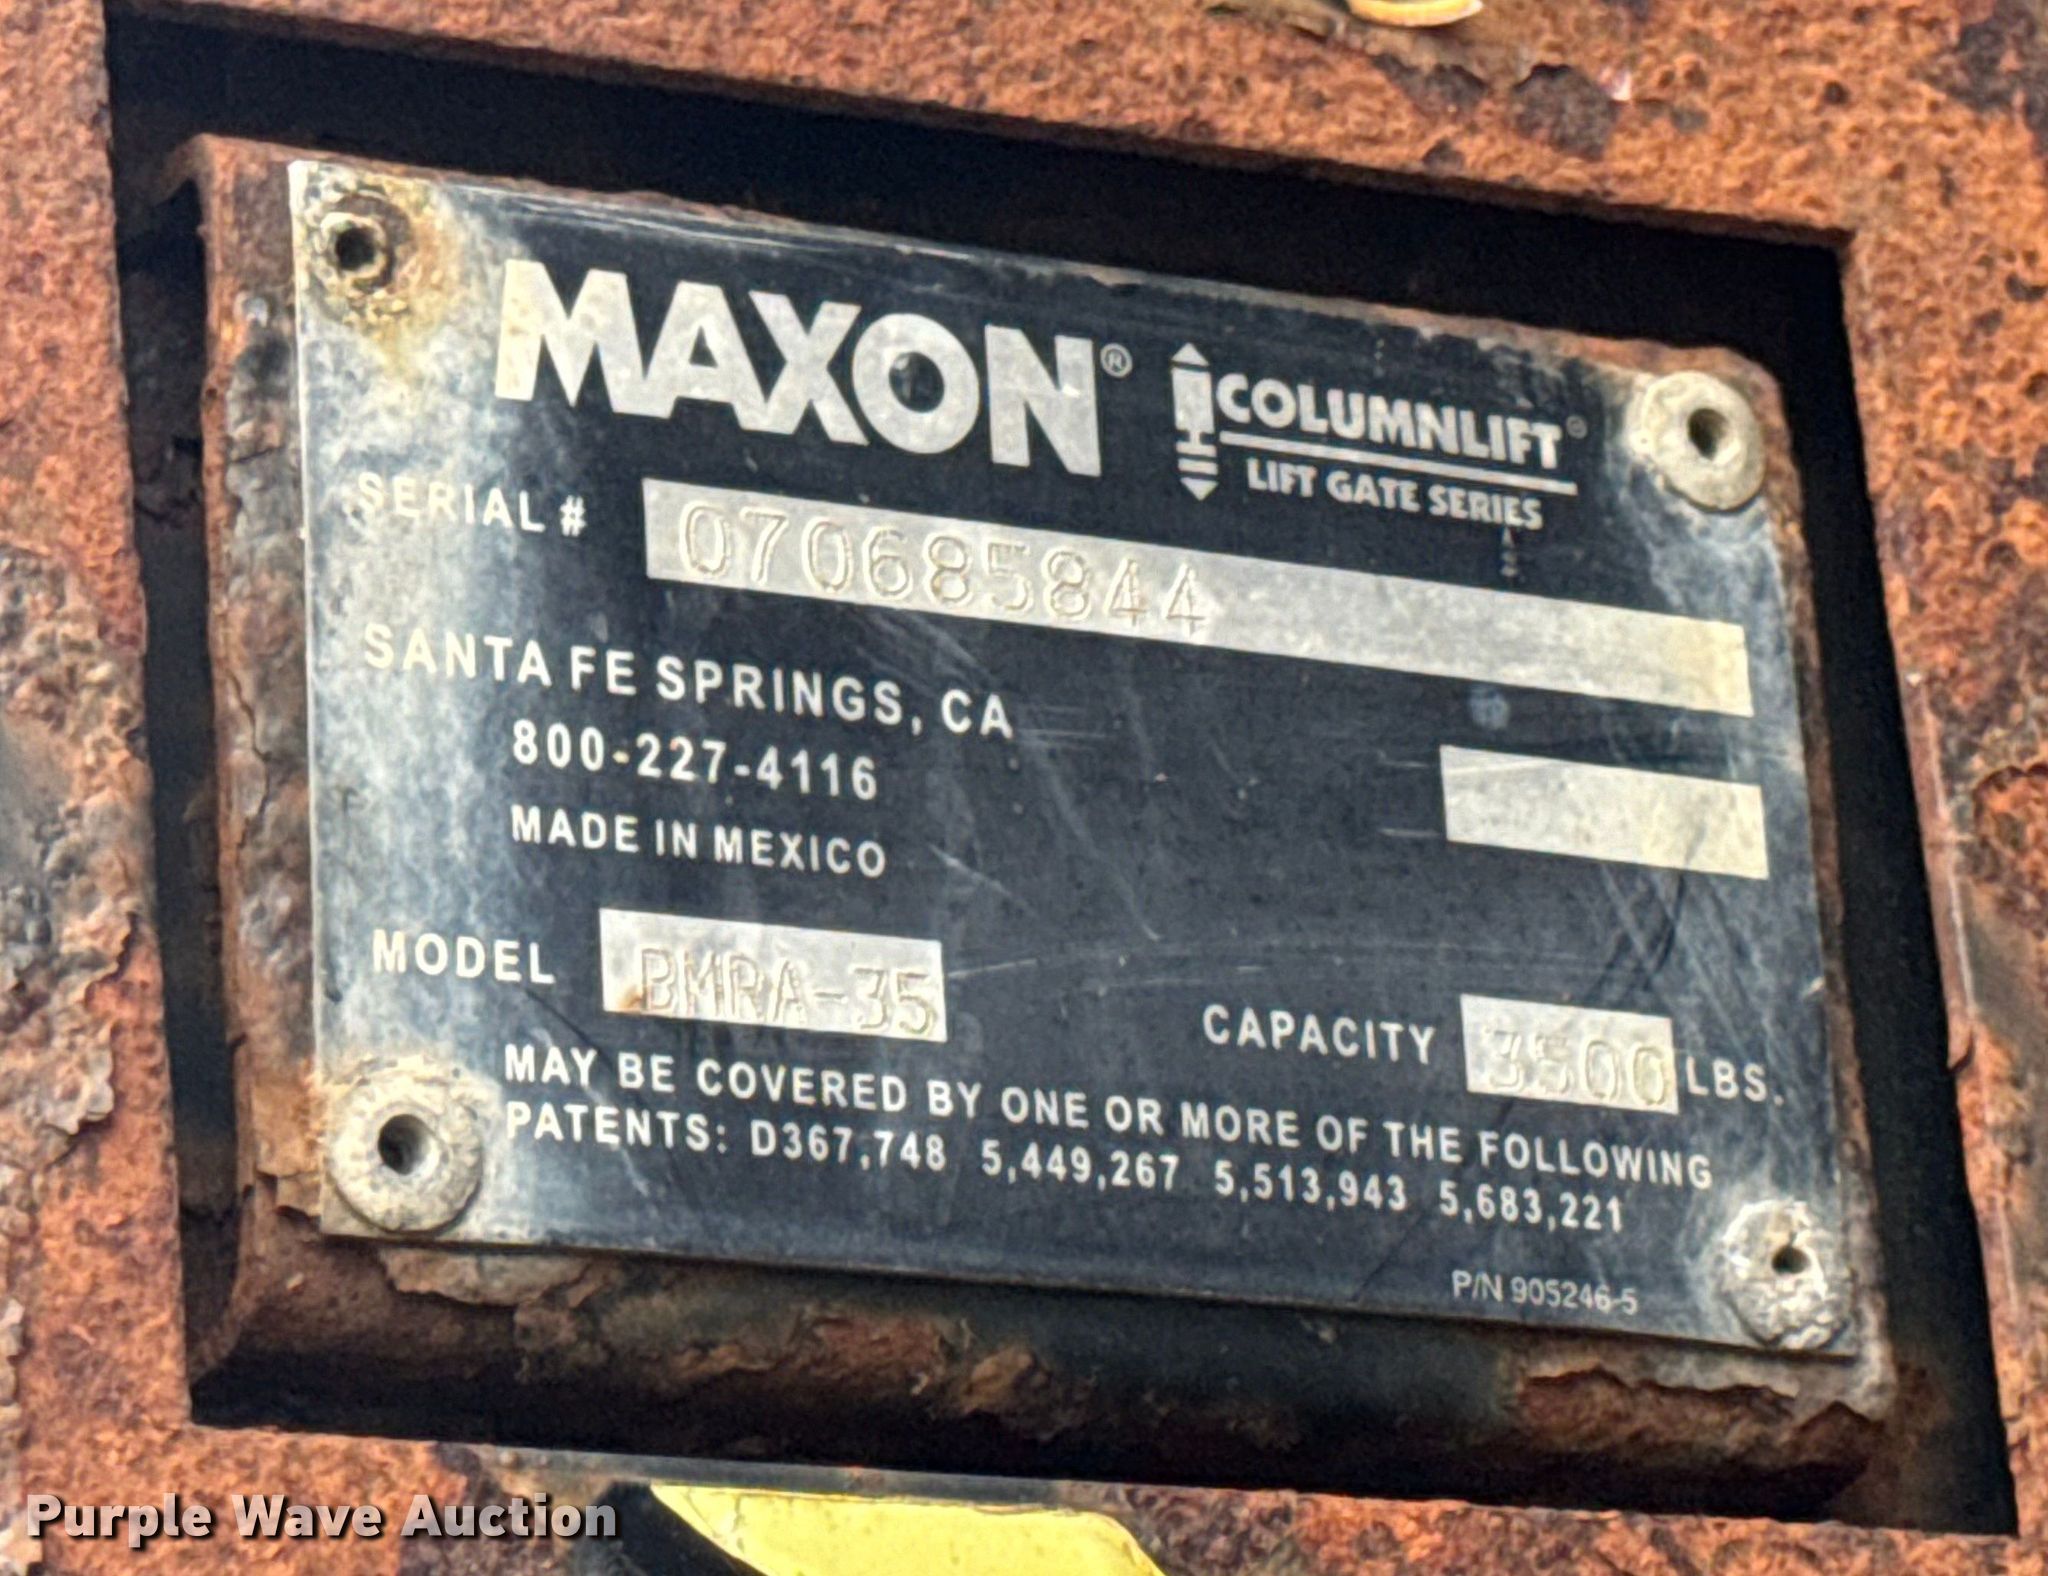 MAXON®
COLUMNLIFT®
LIFT GATE SERIES
SERIAL # 070685844
SANTA FE SPRINGS, CA
800-227-4116
MADE IN MEXICO
MODEL BMRA-35
CAPACITY 3500 LBS.
MAY BE COVERED BY ONE OR MORE OF THE FOLLOWING
PATENTS: D367,748 5,449,267 5,513,943 5,683,221
P/N 905246-5
Purple Wave Auction